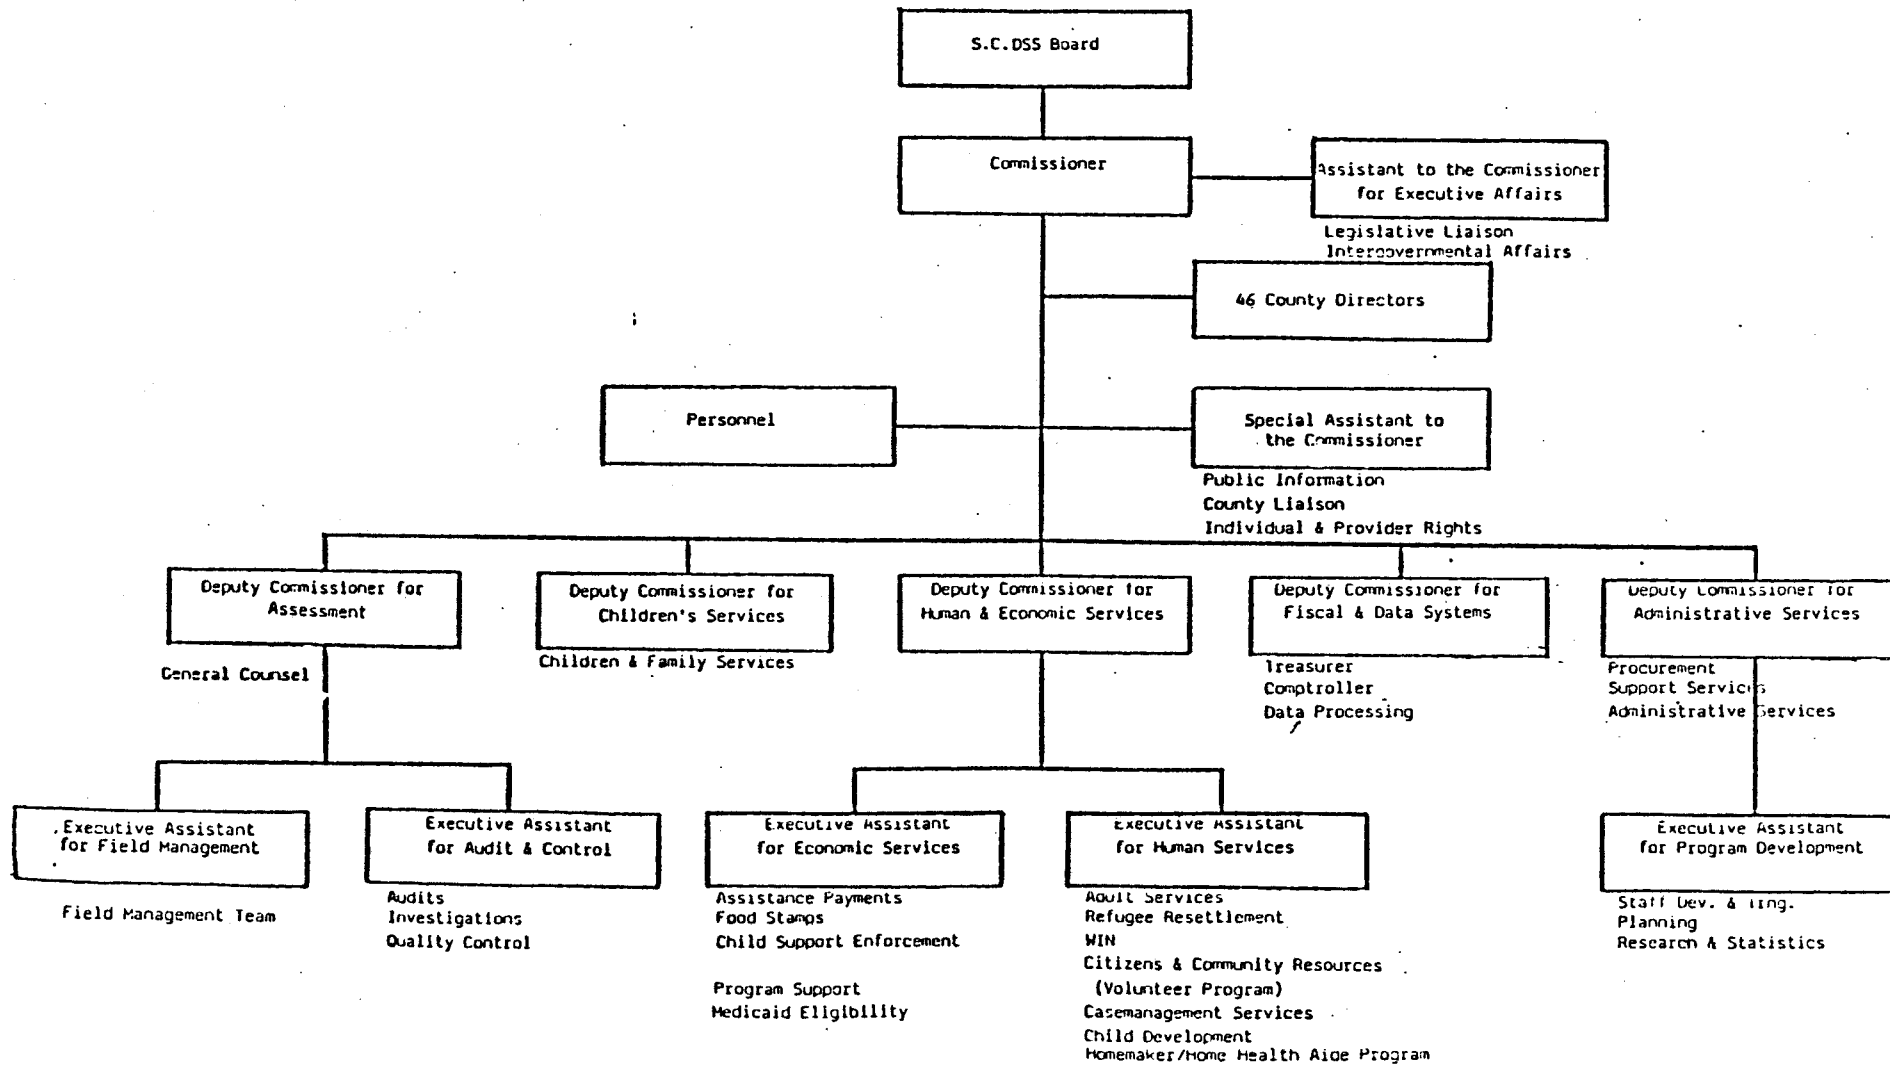 S.C.DSS Board
Commissioner
Assistant to the Commissioner
for Executive Affairs
Legislative Liaison
Intergovernmental Affairs
46 County Directors
Personnel
Special Assistant to
the Commissioner
Public Information
County Liaison
Individual & Provider Rights
Deputy Commissioner for
Assessment
General Counsel
Deputy Commissioner for
Children's Services
Children & Family Services
Deputy Commissioner for
Human & Economic Services
Deputy Commissioner for
Fiscal & Data Systems
Treasurer
Comptroller
Data Processing
Deputy Commissioner for
Administrative Services
Procurement
Support Services
Administrative Services
Executive Assistant
for Field Management
Field Management Team
Executive Assistant
for Audit & Control
Audits
Investigations
Quality Control
Executive Assistant
for Economic Services
Assistance Payments
Food Stamps
Child Support Enforcement
Program Support
Medicaid Eligibility
Executive Assistant
for Human Services
Adult Services
Refugee Resettlement
WIN
Citizens & Community Resources
(Volunteer Program)
Casemanagement Services
Child Development
Homemaker/Home Health Aide Program
Executive Assistant
for Program Development
Staff Dev. & Trng.
Planning
Research & Statistics